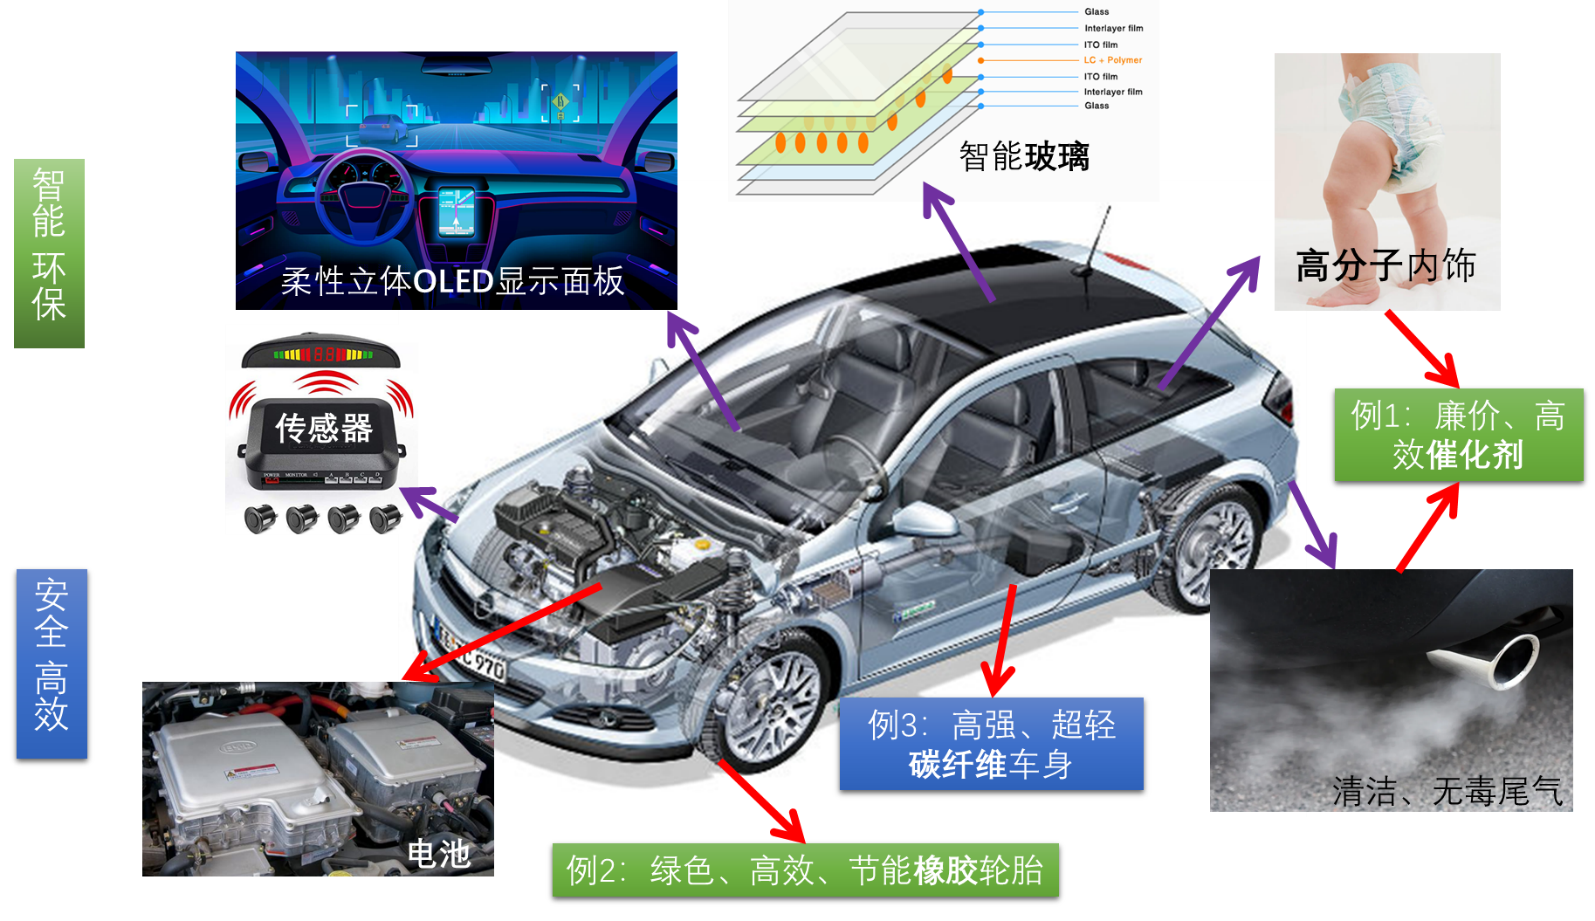 Glass
Interlayer film
ITO film
LC + Polymer
ITO film
Interlayer film
Glass
智能玻璃
智能
环保
柔性立体OLED显示面板
高分子内饰
传感器
POWER MONITOR A B C D
例1：廉价、高
效催化剂
安全
高效
C 970
例3：高强、超轻
碳纤维车身
清洁、无毒尾气
电池
例2：绿色、高效、节能橡胶轮胎